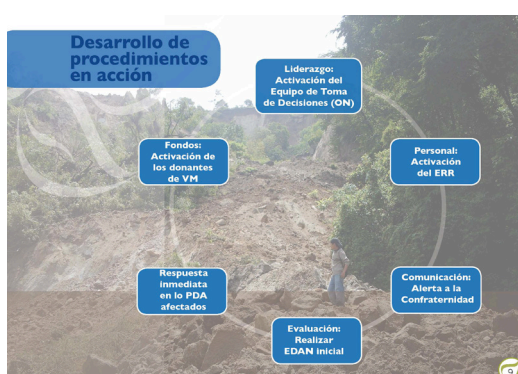 Desarrollo de
procedimientos
en acción
Liderazgo:
Activación del
Equipo de Toma
de Decisiones (ON)
Personal:
Activación
del ERR
Comunicación:
Alerta a la
Confraternidad
Evaluación:
Realizar
EDAN inicial
Respuesta
inmediata
en lo PDA
afectados
Fondos:
Activación de
los donantes
de VM
9